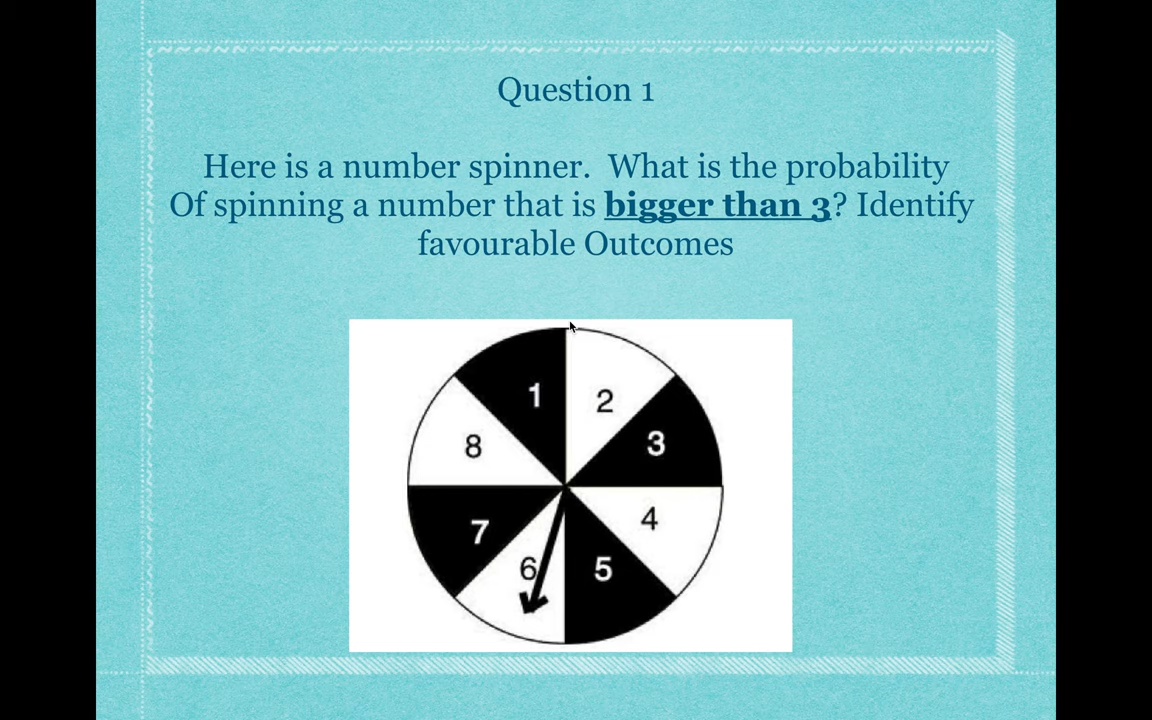 Question 1
Here is a number spinner.  What is the probability
Of spinning a number that is bigger than 3? Identify
favourable Outcomes
1
2
8
3
4
7
6
5